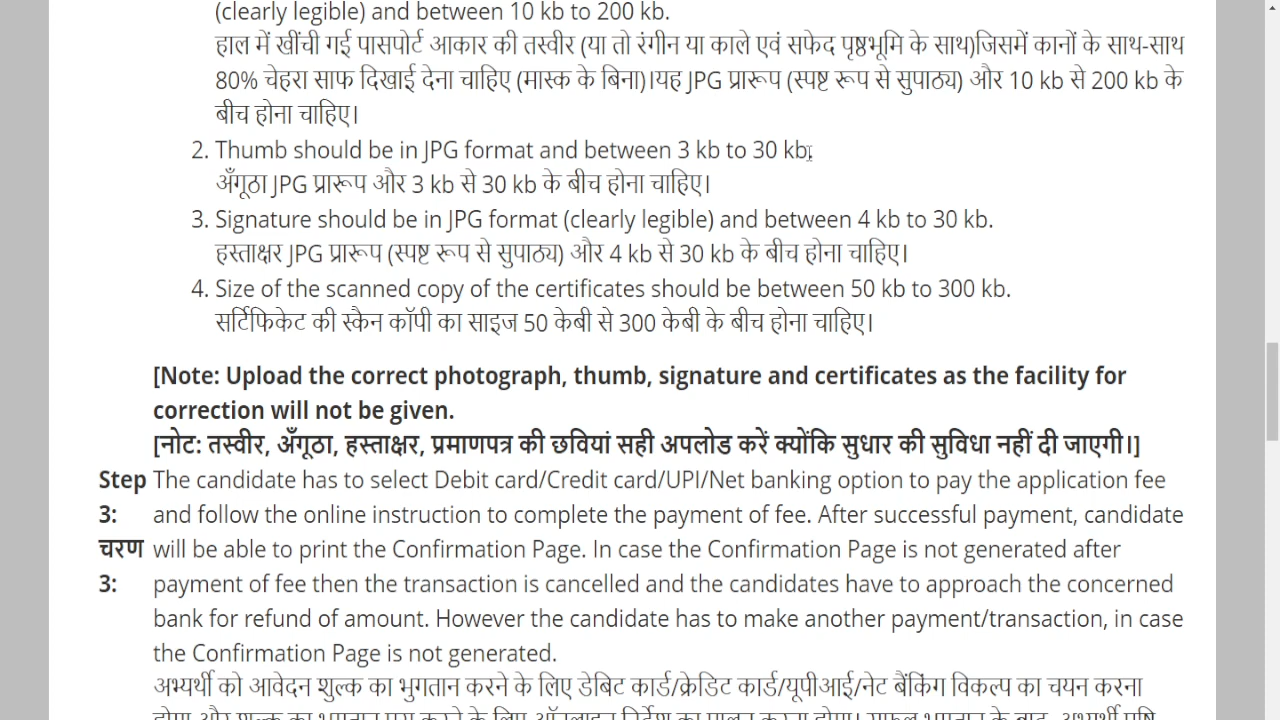 (clearly legible) and between 10 kb to 200 kb.
हाल में खींची गई पासपोर्ट आकार की तस्वीर (या तो रंगीन या काले एवं सफेद पृष्ठभूमि के साथ)जिसमें कानों के साथ-साथ
80% चेहरा साफ दिखाई देना चाहिए (मास्क के बिना)।यह JPG प्रारूप (स्पष्ट रूप से सुपाठ्य) और 10 kb से 200 kb के
बीच होना चाहिए।
2. Thumb should be in JPG format and between 3 kb to 30 kb.
अँगूठा JPG प्रारूप और 3 kb से 30 kb के बीच होना चाहिए।
3. Signature should be in JPG format (clearly legible) and between 4 kb to 30 kb.
हस्ताक्षर JPG प्रारूप (स्पष्ट रूप से सुपाठ्य) और 4 kb से 30 kb के बीच होना चाहिए।
4. Size of the scanned copy of the certificates should be between 50 kb to 300 kb.
सर्टिफिकेट की स्कैन कॉपी का साइज 50 केबी से 300 केबी के बीच होना चाहिए।
[Note: Upload the correct photograph, thumb, signature and certificates as the facility for
correction will not be given.
[नोट: तस्वीर, अँगूठा, हस्ताक्षर, प्रमाणपत्र की छवियां सही अपलोड करें क्योंकि सुधार की सुविधा नहीं दी जाएगी।]
Step The candidate has to select Debit card/Credit card/UPI/Net banking option to pay the application fee
3: and follow the online instruction to complete the payment of fee. After successful payment, candidate
चरण will be able to print the Confirmation Page. In case the Confirmation Page is not generated after
3: payment of fee then the transaction is cancelled and the candidates have to approach the concerned
bank for refund of amount. However the candidate has to make another payment/transaction, in case
the Confirmation Page is not generated.
अभ्यर्थी को आवेदन शुल्क का भुगतान करने के लिए डेबिट कार्ड/क्रेडिट कार्ड/यूपीआई/नेट बैंकिंग विकल्प का चयन करना